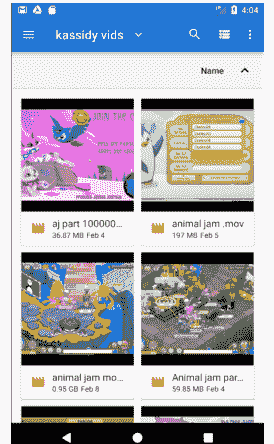 4:04
kassidy vids
Name
aj part 100000...
36.87 MB Feb 4
animal jam .mov
197 MB Feb 5
animal jam mo...
0.95 GB Feb 8
Animal jam par...
59.85 MB Feb 4